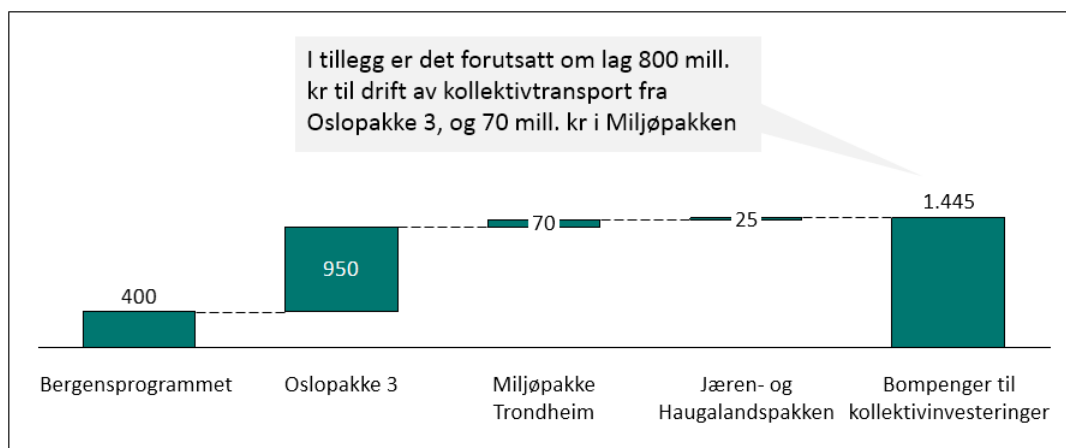 I tillegg er det forutsatt om lag 800 mill.
kr til drift av kollektivtransport fra
Oslopakke 3, og 70 mill. kr i Miljøpakken
400
950
70
25
1.445
Bergensprogrammet
Oslopakke 3
Miljøpakke
Trondheim
Jæren- og
Haugalandspakken
Bompenger til
kollektivinvesteringer